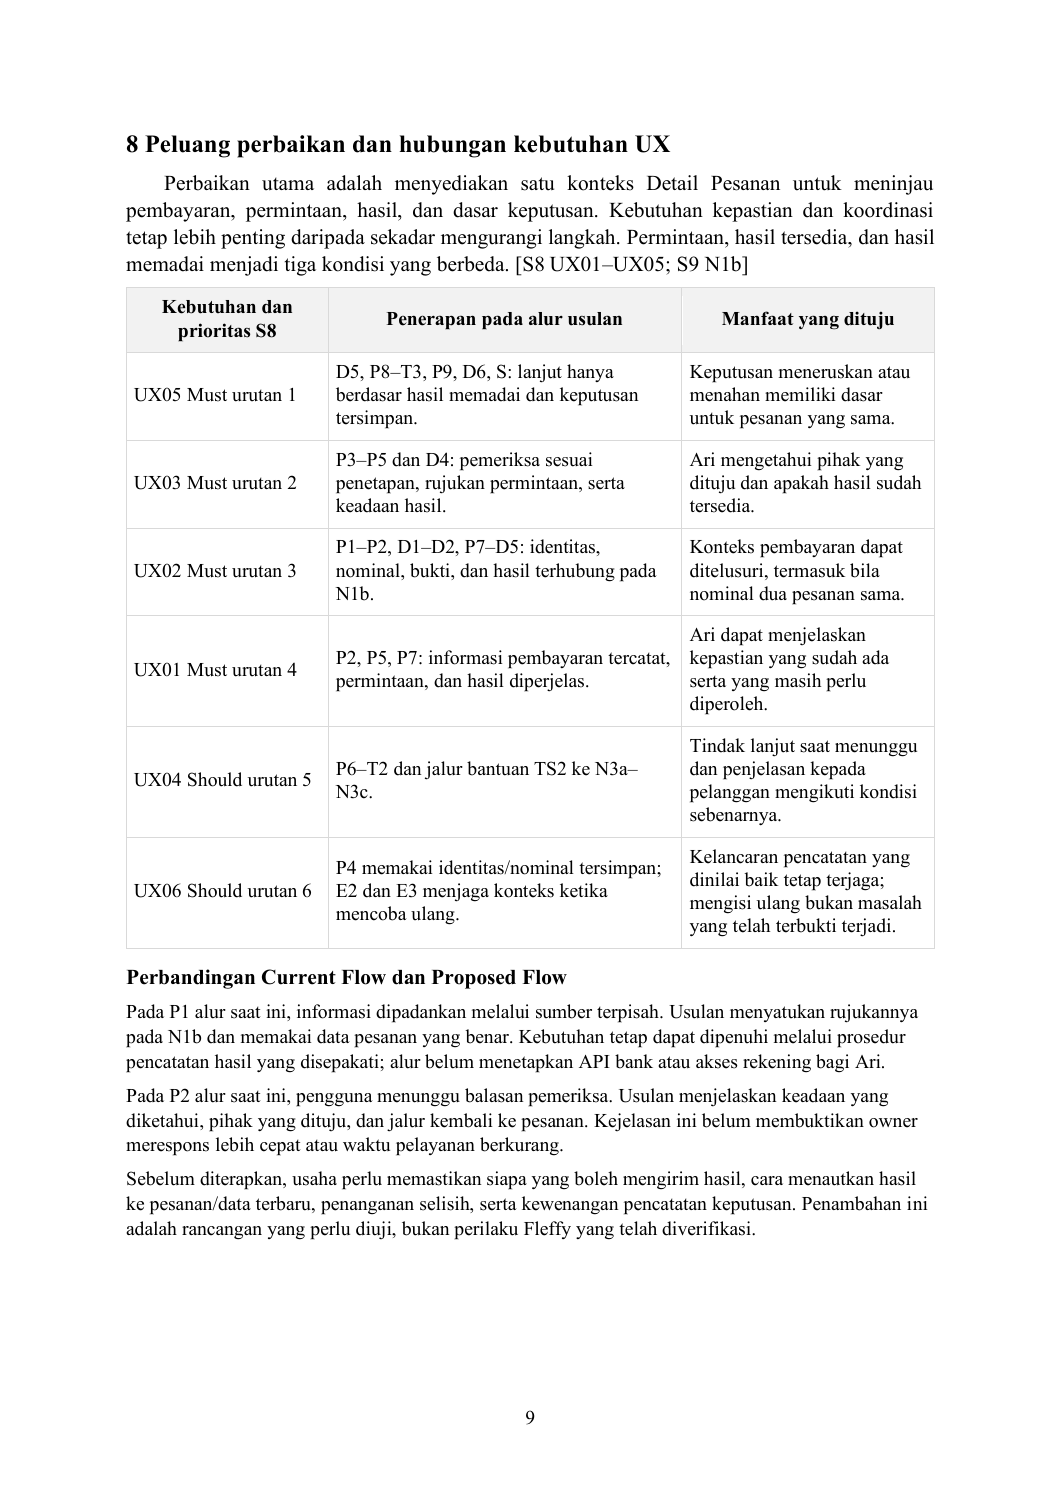 8 Peluang perbaikan dan hubungan kebutuhan UX
Perbaikan utama adalah menyediakan satu konteks Detail Pesanan untuk meninjau
pembayaran, permintaan, hasil, dan dasar keputusan. Kebutuhan kepastian dan koordinasi
tetap lebih penting daripada sekadar mengurangi langkah. Permintaan, hasil tersedia, dan hasil
memadai menjadi tiga kondisi yang berbeda. [S8 UX01–UX05; S9 N1b]
Kebutuhan dan
prioritas S8
Penerapan pada alur usulan
Manfaat yang dituju
UX05 Must urutan 1
D5, P8–T3, P9, D6, S: lanjut hanya
berdasar hasil memadai dan keputusan
tersimpan.
Keputusan meneruskan atau
menahan memiliki dasar
untuk pesanan yang sama.
UX03 Must urutan 2
P3–P5 dan D4: pemeriksa sesuai
penetapan, rujukan permintaan, serta
keadaan hasil.
Ari mengetahui pihak yang
dituju dan apakah hasil sudah
tersedia.
UX02 Must urutan 3
P1–P2, D1–D2, P7–D5: identitas,
nominal, bukti, dan hasil terhubung pada
N1b.
Konteks pembayaran dapat
ditelusuri, termasuk bila
nominal dua pesanan sama.
UX01 Must urutan 4
P2, P5, P7: informasi pembayaran tercatat,
permintaan, dan hasil diperjelas.
Ari dapat menjelaskan
kepastian yang sudah ada
serta yang masih perlu
diperoleh.
UX04 Should urutan 5
P6–T2 dan jalur bantuan TS2 ke N3a–
N3c.
Tindak lanjut saat menunggu
dan penjelasan kepada
pelanggan mengikuti kondisi
sebenarnya.
UX06 Should urutan 6
P4 memakai identitas/nominal tersimpan;
E2 dan E3 menjaga konteks ketika
mencoba ulang.
Kelancaran pencatatan yang
dinilai baik tetap terjaga;
mengisi ulang bukan masalah
yang telah terbukti terjadi.
Perbandingan Current Flow dan Proposed Flow
Pada P1 alur saat ini, informasi dipadankan melalui sumber terpisah. Usulan menyatukan rujukannya
pada N1b dan memakai data pesanan yang benar. Kebutuhan tetap dapat dipenuhi melalui prosedur
pencatatan hasil yang disepakati; alur belum menetapkan API bank atau akses rekening bagi Ari.
Pada P2 alur saat ini, pengguna menunggu balasan pemeriksa. Usulan menjelaskan keadaan yang
diketahui, pihak yang dituju, dan jalur kembali ke pesanan. Kejelasan ini belum membuktikan owner
merespons lebih cepat atau waktu pelayanan berkurang.
Sebelum diterapkan, usaha perlu memastikan siapa yang boleh mengirim hasil, cara menautkan hasil
ke pesanan/data terbaru, penanganan selisih, serta kewenangan pencatatan keputusan. Penambahan ini
adalah rancangan yang perlu diuji, bukan perilaku Fleffy yang telah diverifikasi.
9